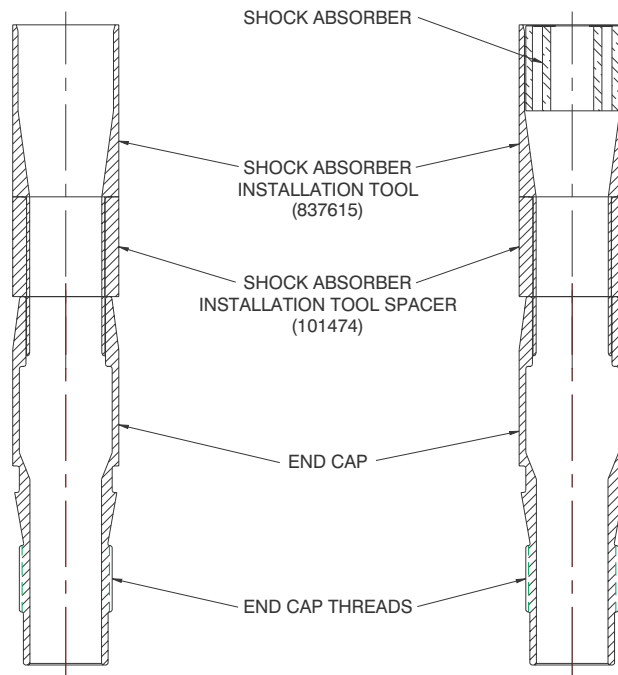 SHOCK ABSORBER
SHOCK ABSORBER
INSTALLATION TOOL
(837615)
SHOCK ABSORBER
INSTALLATION TOOL SPACER
(101474)
END CAP
END CAP THREADS